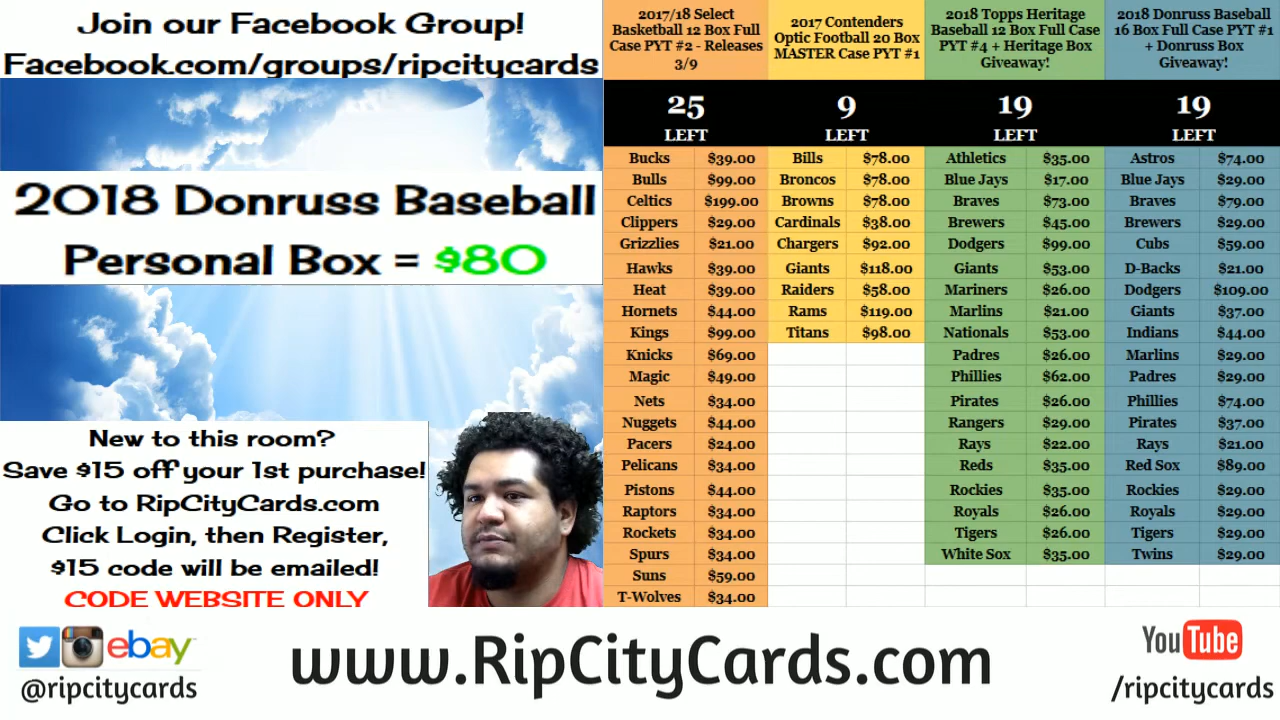 Join our Facebook Group!
Facebook.com/groups/ripcitycards
2018 Donruss Baseball
Personal Box = $80
New to this room?
Save $15 off your 1st purchase!
Go to RipCityCards.com
Click Login, then Register,
$15 code will be emailed!
CODE WEBSITE ONLY
2017/18 Select
Basketball 12 Box Full
Case PYT #2 - Releases
3/9
25
LEFT
Bucks $39.00
Bulls $99.00
Celtics $199.00
Clippers $29.00
Grizzlies $21.00
Hawks $39.00
Heat $39.00
Hornets $44.00
Kings $99.00
Knicks $69.00
Magic $49.00
Nets $34.00
Nuggets $44.00
Pacers $24.00
Pelicans $34.00
Pistons $44.00
Raptors $34.00
Rockets $34.00
Spurs $34.00
Suns $59.00
T-Wolves $34.00
2017 Contenders
Optic Football 20 Box
MASTER Case PYT #1
9
LEFT
Bills $78.00
Broncos $78.00
Browns $78.00
Cardinals $38.00
Chargers $92.00
Giants $118.00
Raiders $58.00
Rams $119.00
Titans $98.00
2018 Topps Heritage
Baseball 12 Box Full Case
PYT #4 + Heritage Box
Giveaway!
19
LEFT
Athletics $35.00
Blue Jays $17.00
Braves $73.00
Brewers $45.00
Dodgers $99.00
Giants $53.00
Mariners $26.00
Marlins $21.00
Nationals $53.00
Padres $26.00
Phillies $62.00
Pirates $26.00
Rangers $29.00
Rays $22.00
Reds $35.00
Rockies $35.00
Royals $26.00
Tigers $26.00
White Sox $35.00
2018 Donruss Baseball
16 Box Full Case PYT #1
+ Donruss Box
Giveaway!
19
LEFT
Astros $74.00
Blue Jays $29.00
Braves $79.00
Brewers $29.00
Cubs $59.00
D-Backs $21.00
Dodgers $109.00
Giants $37.00
Indians $44.00
Marlins $29.00
Padres $29.00
Phillies $74.00
Pirates $37.00
Rays $21.00
Red Sox $89.00
Rockies $29.00
Royals $29.00
Tigers $29.00
Twins $29.00
ebay
@ripcitycards
www.RipCityCards.com
YouTube
/ripcitycards